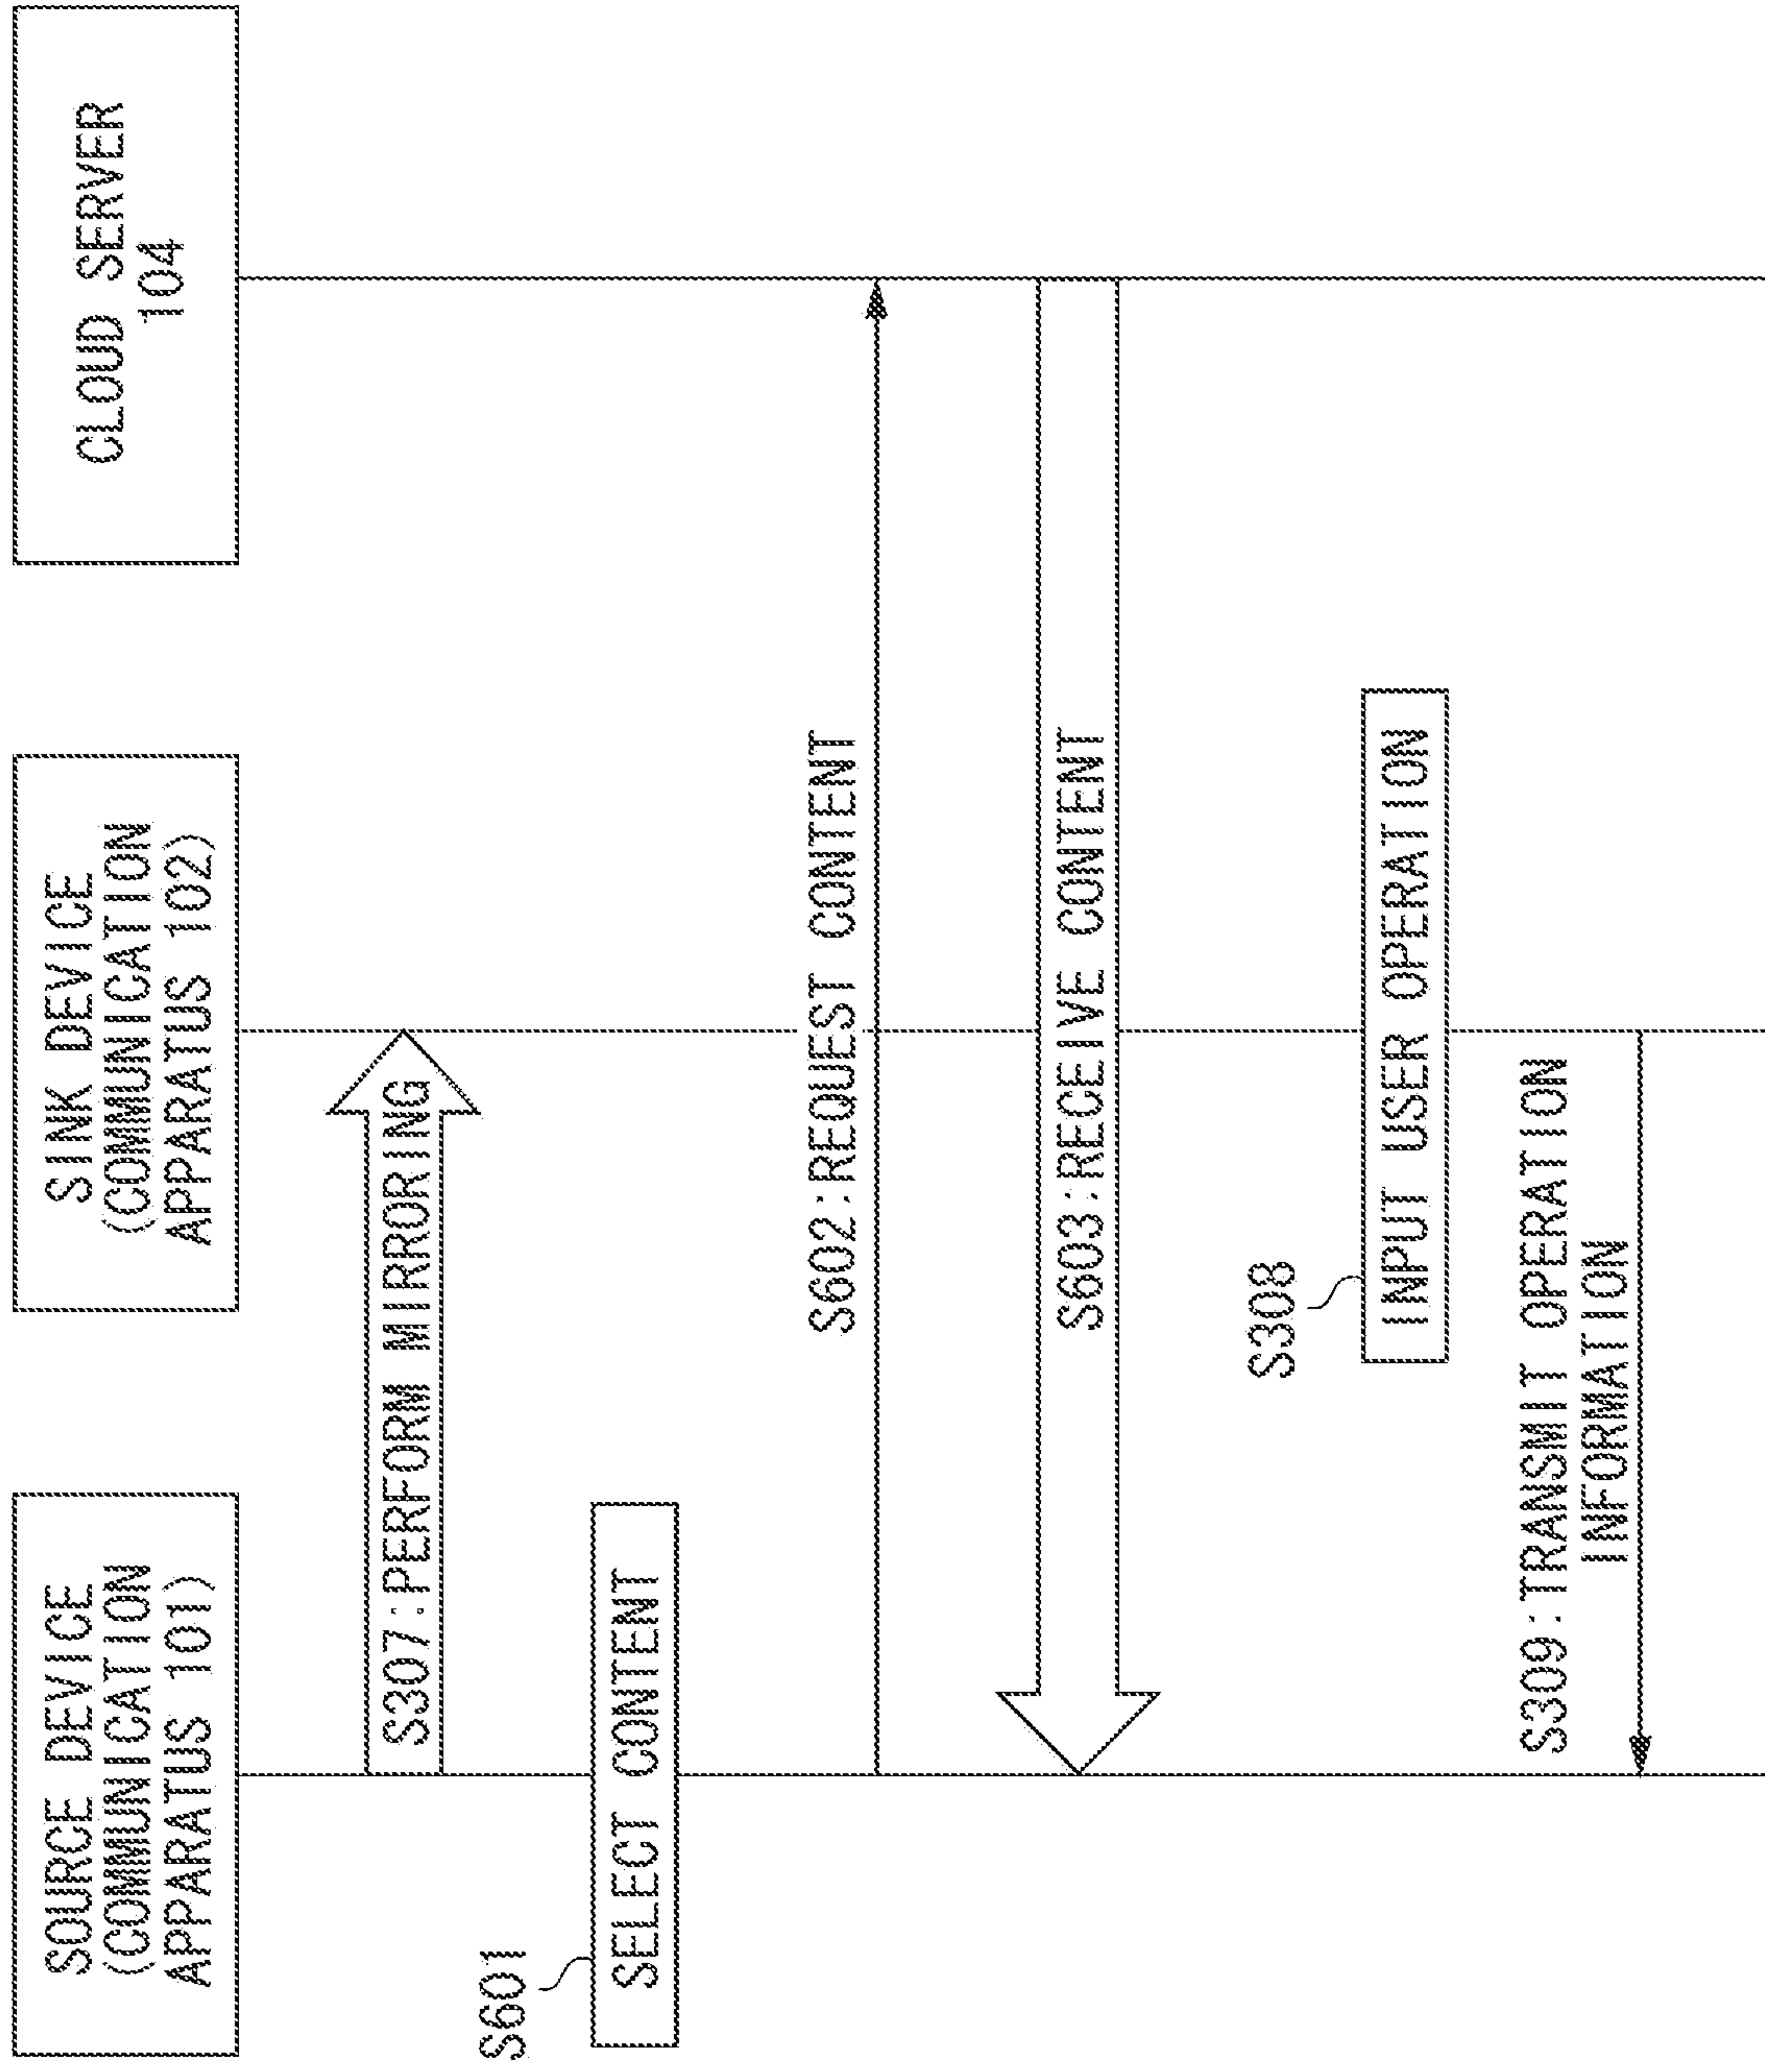 SOURCE DEVICE
(COMMUNICATION
APPARATUS 101)
SINK DEVICE
(COMMUNICATION
APPARATUS 102)
CLOUD SERVER
104
S307:PERFORM MIRRORING
S601
SELECT CONTENT
S602:REQUEST CONTENT
S603:RECEIVE CONTENT
S308
INPUT USER OPERATION
S309:TRANSMIT OPERATION
INFORMATION